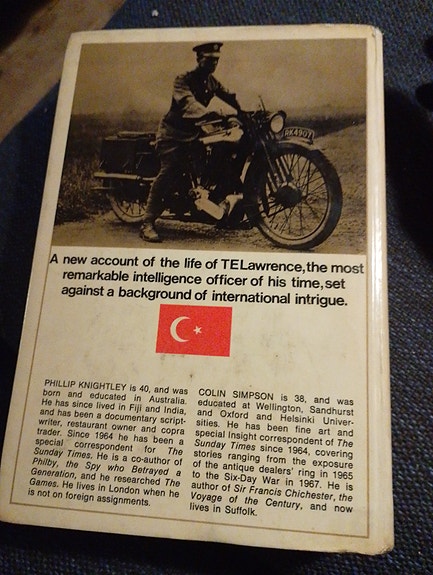 RK4907
A new account of the life of TELawrence,the most
remarkable intelligence officer of his time,set
against a background of international intrigue.
PHILLIP KNIGHTLEY is 40, and was
born and educated in Australia.
He has since lived in Fiji and India,
and has been a documentary script-
writer, restaurant owner and copra
trader. Since 1964 he has been a
special correspondent for The
Sunday Times. He is a co-author of
Philby, the Spy who Betrayed a
Generation, and he researched The
Games. He lives in London when he
is not on foreign assignments.
COLIN SIMPSON is 38, and was
educated at Wellington, Sandhurst
and Oxford and Helsinki Univer-
sities. He has been fine art and
special Insight correspondent of The
Sunday Times since 1964, covering
stories ranging from the exposure
of the antique dealers' ring in 1965
to the Six-Day War in 1967. He is
author of Sir Francis Chichester, the
Voyage of the Century, and now
lives in Suffolk.